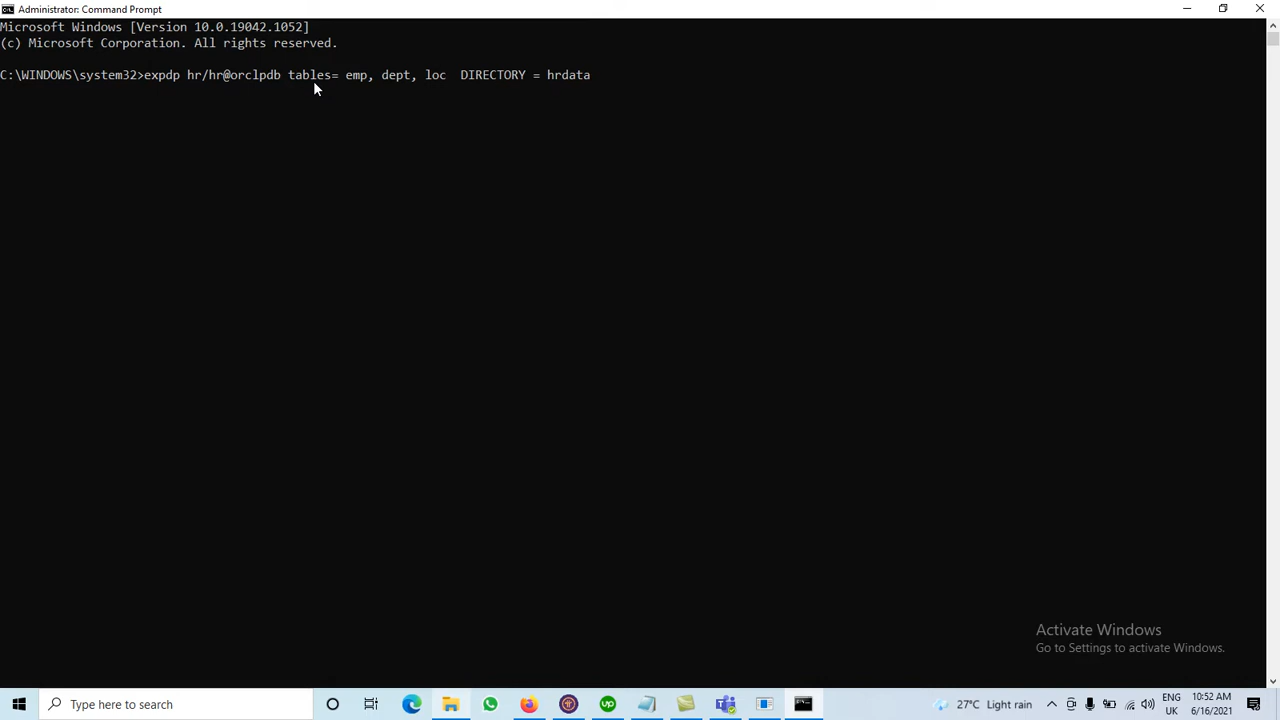 Administrator: Command Prompt
Microsoft Windows [Version 10.0.19042.1052]
(c) Microsoft Corporation. All rights reserved.
C:\WINDOWS\system32>expdp hr/hr@orclpdb tables= emp, dept, loc  DIRECTORY = hrdata
Activate Windows
Go to Settings to activate Windows.
Type here to search
up
27°C Light rain
ENG
UK
10:52 AM
6/16/2021